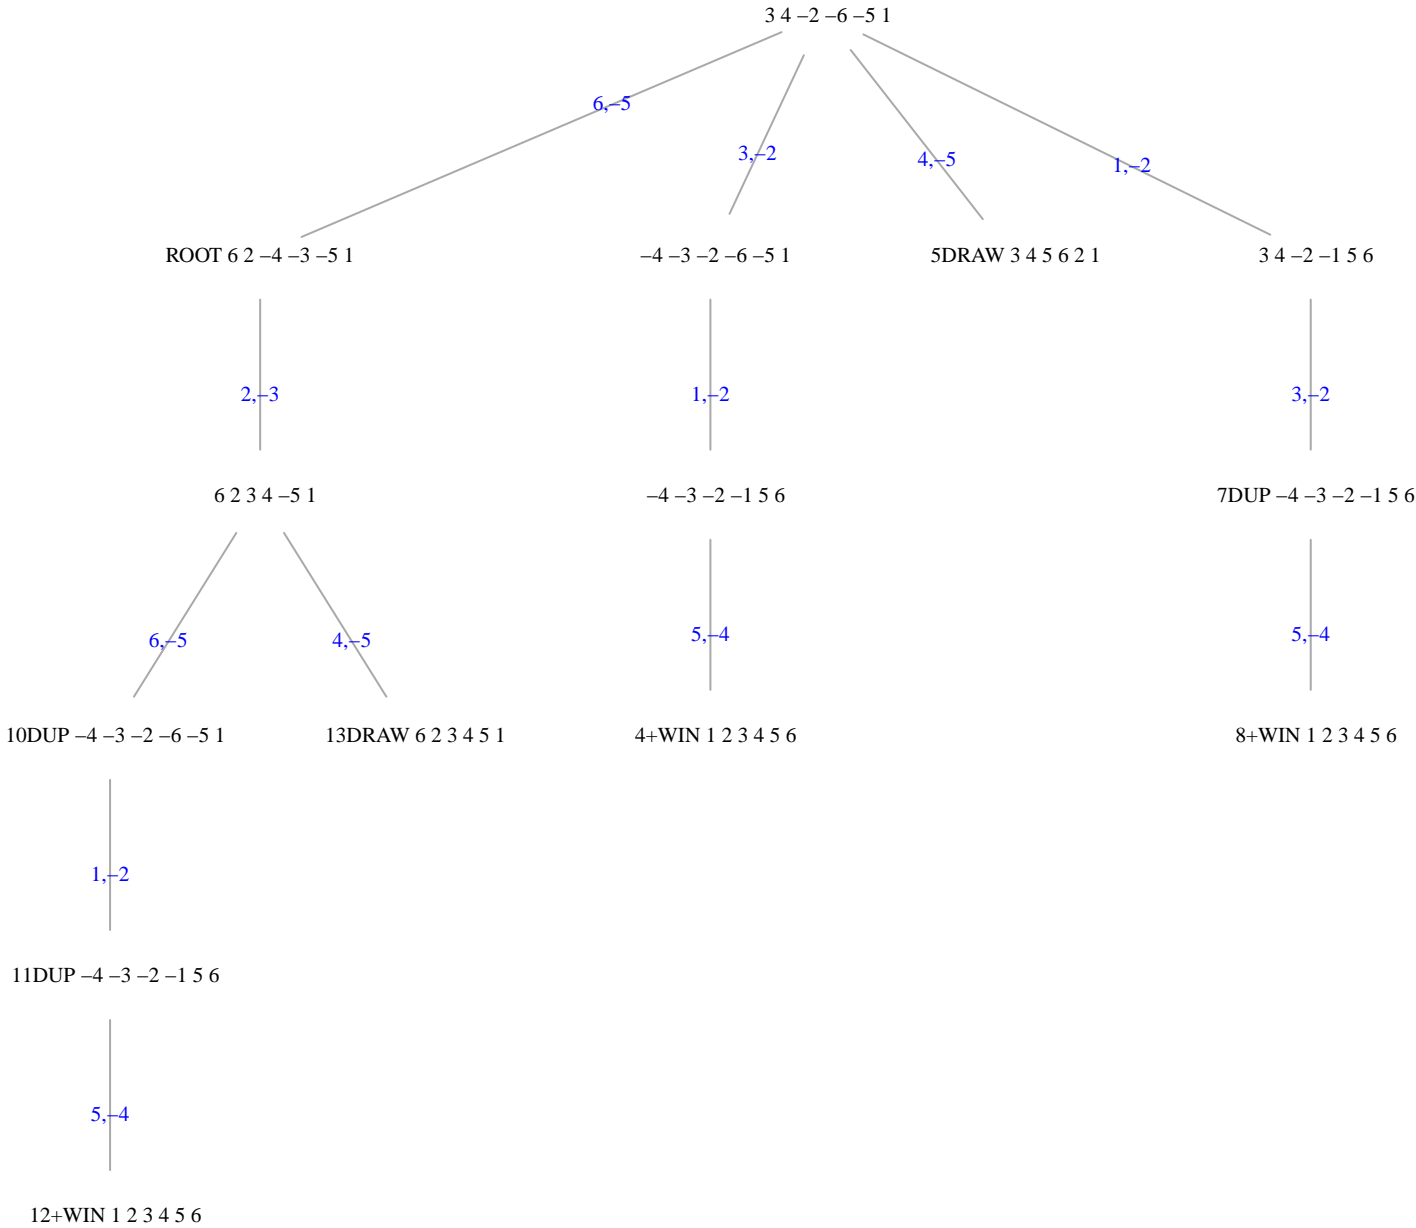 3 4 −2 −6 −5 1
6,−5
3,−2
4,−5
1,−2
ROOT 6 2 −4 −3 −5 1
−4 −3 −2 −6 −5 1
5DRAW 3 4 5 6 2 1
3 4 −2 −1 5 6
2,−3
1,−2
3,−2
6 2 3 4 −5 1
−4 −3 −2 −1 5 6
7DUP −4 −3 −2 −1 5 6
6,−5
4,−5
5,−4
5,−4
10DUP −4 −3 −2 −6 −5 1
13DRAW 6 2 3 4 5 1
4+WIN 1 2 3 4 5 6
8+WIN 1 2 3 4 5 6
1,−2
11DUP −4 −3 −2 −1 5 6
5,−4
12+WIN 1 2 3 4 5 6